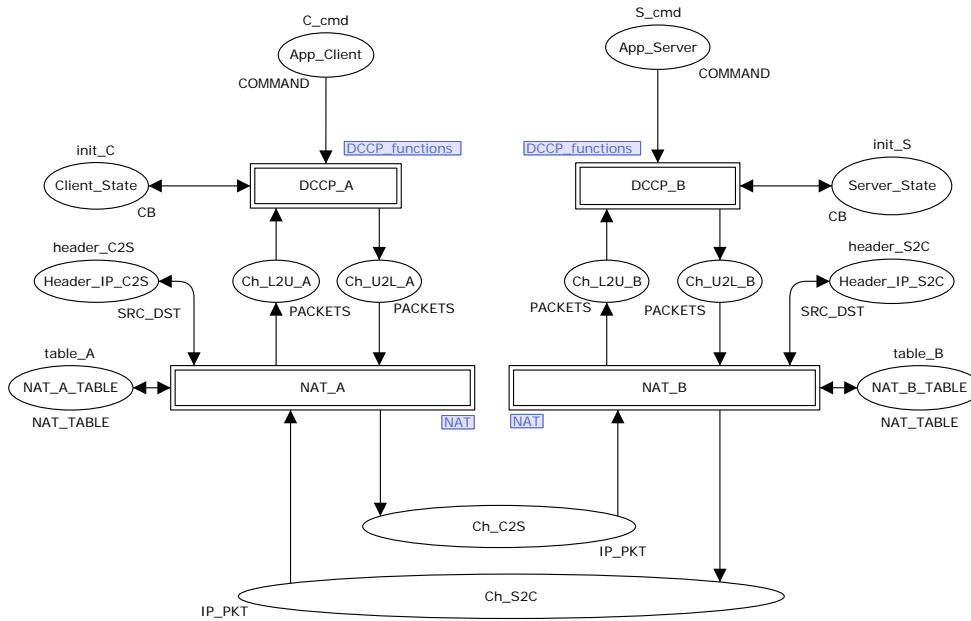 C_cmd
S_cmd
App_Client
App_Server
COMMAND
COMMAND
DCCP_functions
DCCP_functions
init_C
init_S
Client_State
DCCP_A
DCCP_B
Server_State
CB
CB
header_C2S
header_S2C
Header_IP_C2S
Ch_L2U_A
Ch_U2L_A
Ch_L2U_B
Ch_U2L_B
Header_IP_S2C
SRC_DST
PACKETS
PACKETS
PACKETS
PACKETS
SRC_DST
table_A
table_B
NAT_A_TABLE
NAT_A
NAT_B
NAT_B_TABLE
NAT_TABLE
NAT
NAT
NAT_TABLE
Ch_C2S
IP_PKT
Ch_S2C
IP_PKT